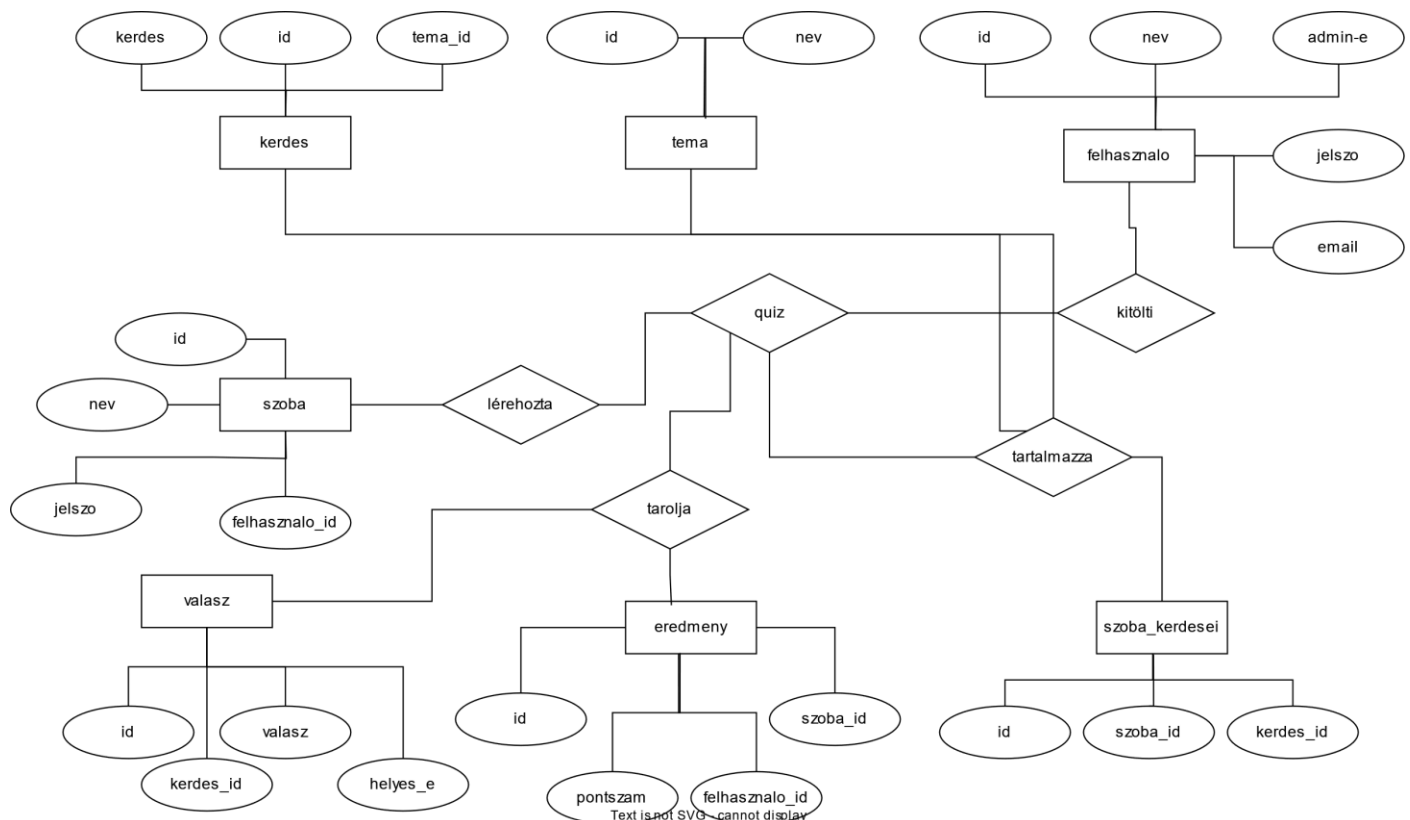 kerdes
id
tema_id
id
nev
id
nev
admin-e
kerdes
tema
felhasznalo
jelszo
email
quiz
kitölti
id
nev
szoba
lérehozta
tartalmazza
jelszo
felhasznalo_id
tarolja
valasz
eredmeny
szoba_kerdesei
id
valasz
id
szoba_id
id
szoba_id
kerdes_id
kerdes_id
helyes_e
pontszam
felhasznalo_id
Text is not SVG - cannot display